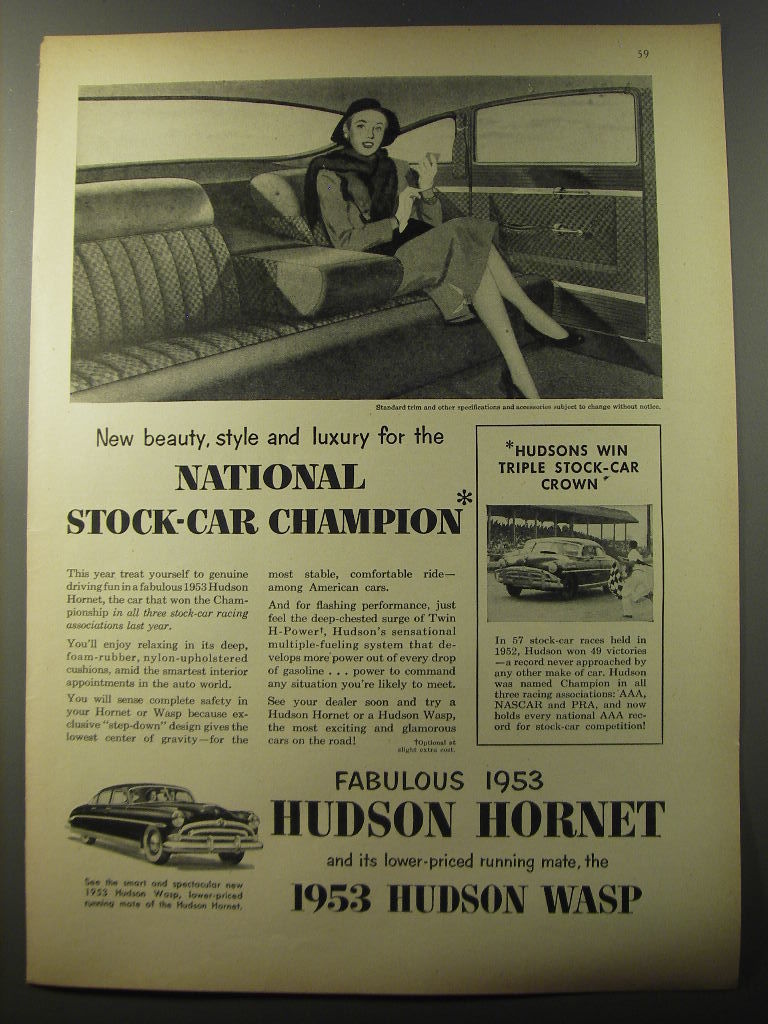 59
Standard trim and other specifications and accessories subject to change without notice.
New beauty, style and luxury for the
NATIONAL
STOCK-CAR CHAMPION*
This year treat yourself to genuine
driving fun in a fabulous 1953 Hudson
Hornet, the car that won the Cham-
pionship in all three stock-car racing
associations last year.
You'll enjoy relaxing in its deep,
foam-rubber, nylon-upholstered
cushions, amid the smartest interior
appointments in the auto world.
You will sense complete safety in
your Hornet or Wasp because ex-
clusive "step-down" design gives the
lowest center of gravity—for the
most stable, comfortable ride—
among American cars.
And for flashing performance, just
feel the deep-chested surge of Twin
H-Power†, Hudson's sensational
multiple-fueling system that de-
velops more power out of every drop
of gasoline . . . power to command
any situation you're likely to meet.
See your dealer soon and try a
Hudson Hornet or a Hudson Wasp,
the most exciting and glamorous
cars on the road!
†Optional at
slight extra cost.
*HUDSONS WIN
TRIPLE STOCK-CAR
CROWN
In 57 stock-car races held in
1952, Hudson won 49 victories
—a record never approached by
any other make of car. Hudson
was named Champion in all
three racing associations: AAA,
NASCAR and PRA, and now
holds every national AAA rec-
ord for stock-car competition!
See the smart and spectacular new
1953 Hudson Wasp, lower-priced
running mate of the Hudson Hornet.
FABULOUS 1953
HUDSON HORNET
and its lower-priced running mate, the
1953 HUDSON WASP